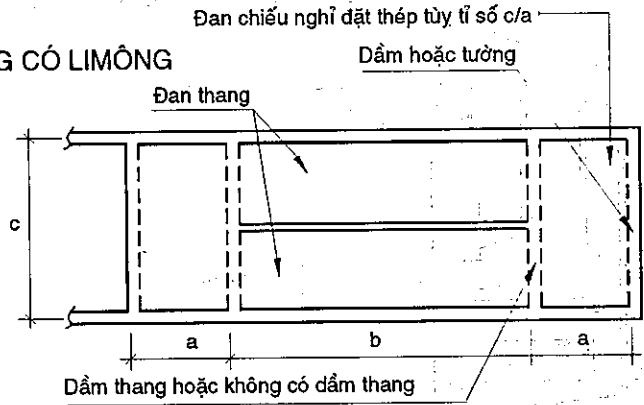 Đan chiếu nghỉ đặt thép tùy tỉ số c/a
G CÓ LIMÔNG
Dầm hoặc tường
Đan thang
c
a
b
a
Dầm thang hoặc không có dầm thang